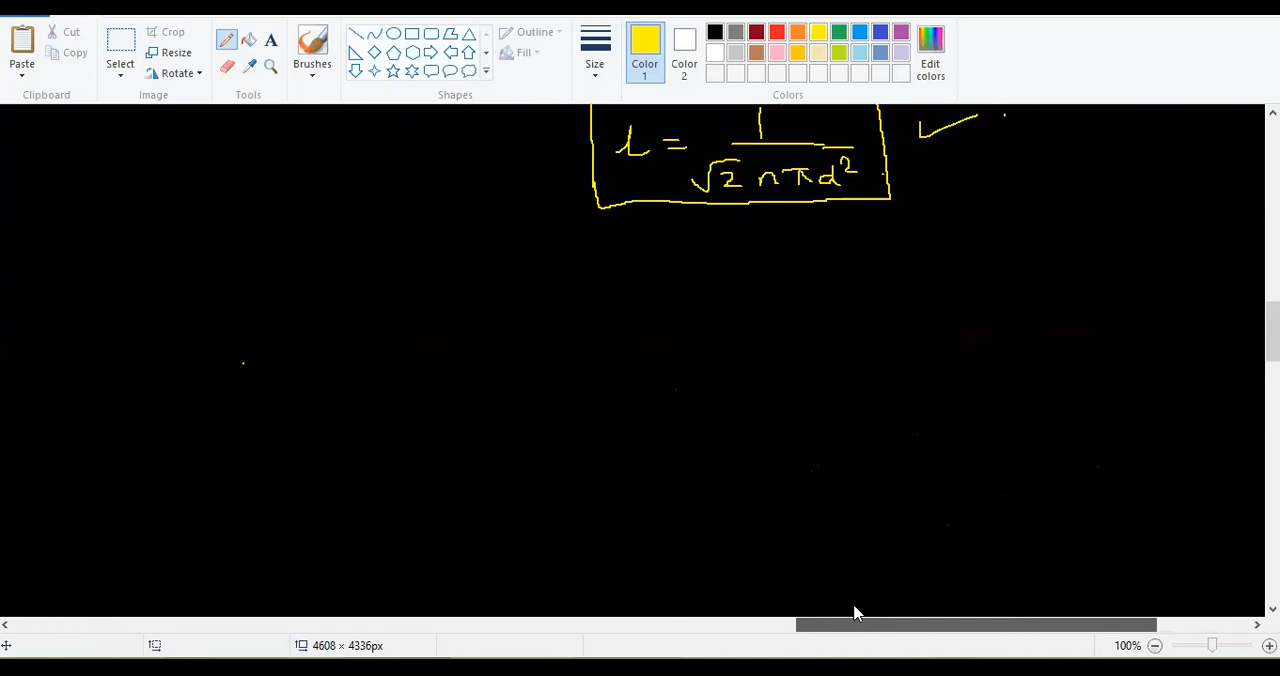 Paste
Cut
Copy
Clipboard
Select
Crop
Resize
Rotate
Image
A
Tools
Brushes
Outline
Fill
Shapes
Size
Color 1
Color 2
Edit colors
Colors
l = 1 / √2 nπd²
4608 × 4336px
100%